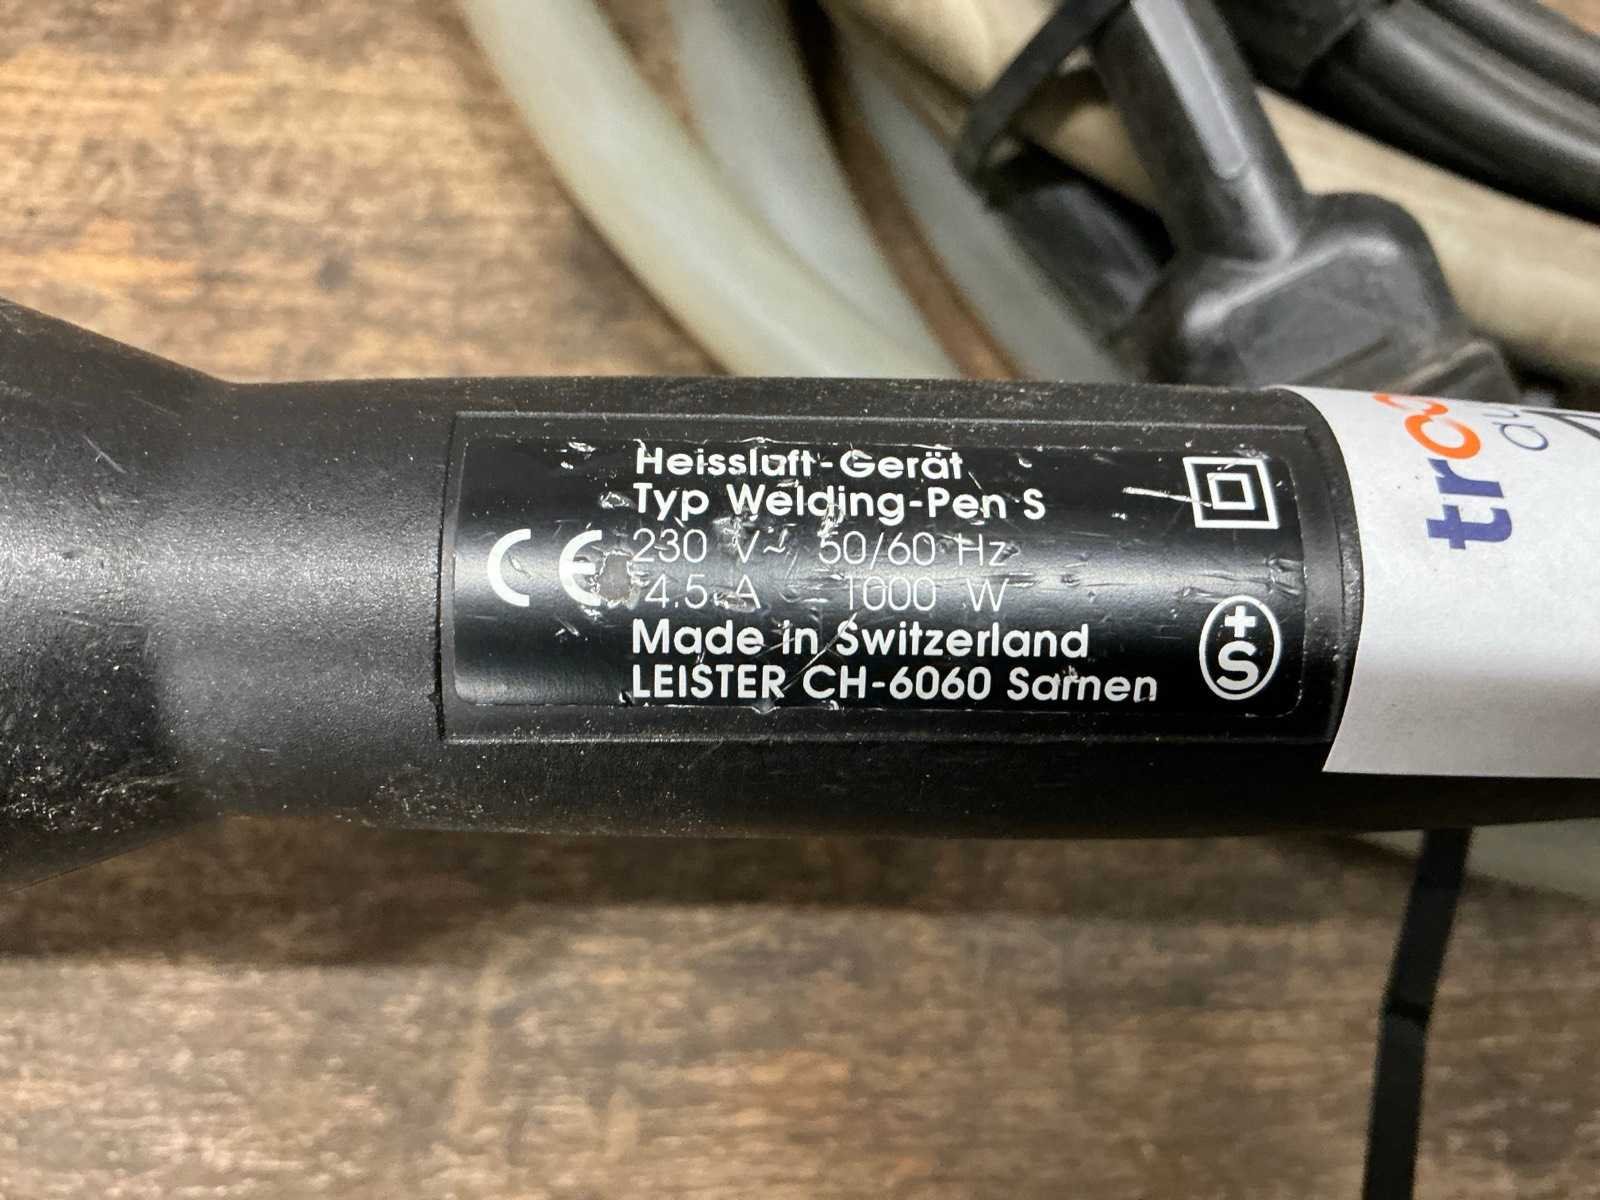 Heissluft-Gerät
Typ Welding-Pen S
CE
230 V~ 50/60 Hz
4.5 A 1000 W
Made in Switzerland
LEISTER CH-6060 Sarnen
+S